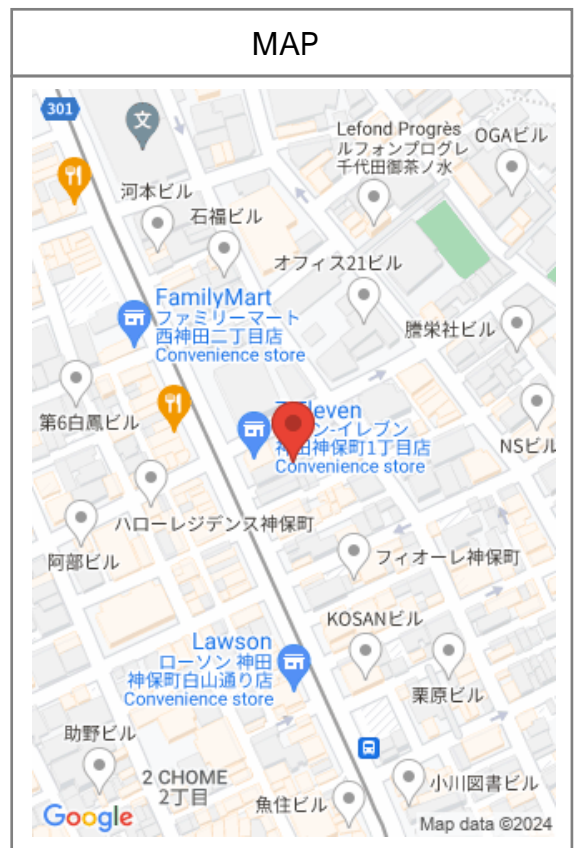 MAP
301
文
Lefond Progrès
ルフォンプログレ
千代田御茶ノ水
OGAビル
河本ビル
石福ビル
オフィス21ビル
FamilyMart
ファミリーマート
西神田二丁目店
Convenience store
謄栄社ビル
第6白鳳ビル
Eleven
ン-イレブン
神田神保町1丁目店
Convenience store
NSビル
ハローレジデンス神保町
阿部ビル
フィオーレ神保町
KOSANビル
Lawson
ローソン 神田
神保町白山通り店
Convenience store
栗原ビル
助野ビル
2 CHOME
2丁目
小川図書ビル
魚住ビル
Google
Map data ©2024